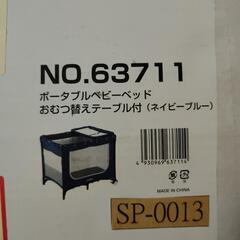 NO.63711
ポータブルベビーベッド
おむつ替えテーブル付（ネイビーブルー）
4 930969 637114
MADE IN CHINA
SP-0013